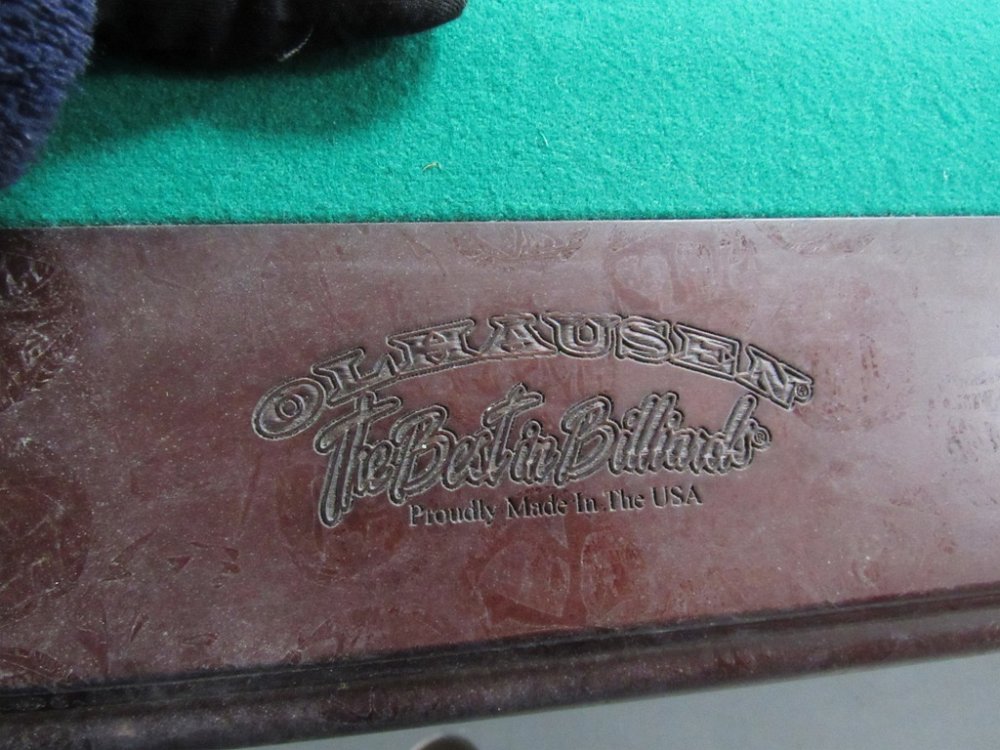 OLHAUSEN®
The Best in Billiards®
Proudly Made In The USA